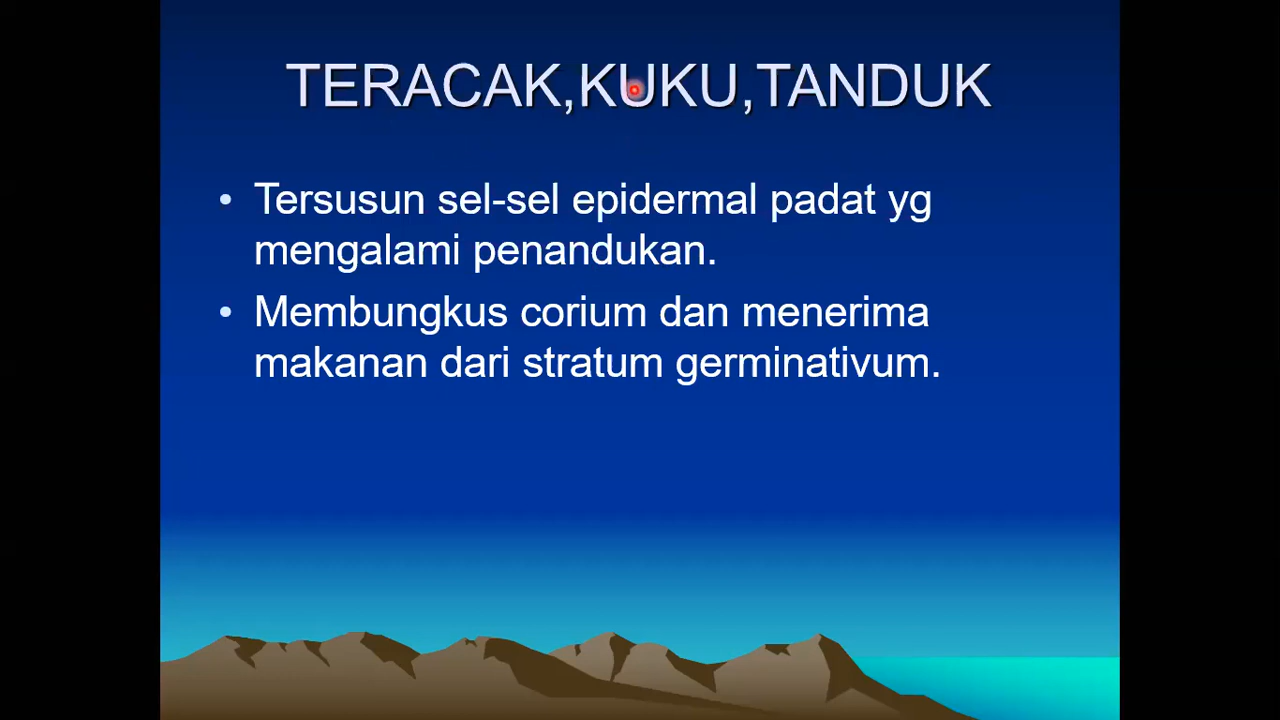 TERACAK,KUKU,TANDUK
• Tersusun sel-sel epidermal padat yg
mengalami penandukan.
• Membungkus corium dan menerima
makanan dari stratum germinativum.